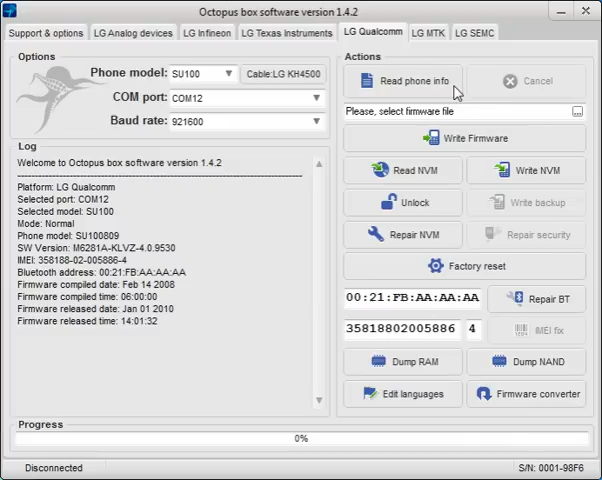 Octopus box software version 1.4.2
Support & options
LG Analog devices
LG Infineon
LG Texas Instruments
LG Qualcomm
LG MTK
LG SEMC
Options
Phone model:
SU100
Cable:LG KH4500
COM port:
COM12
Baud rate:
921600
Log
Welcome to Octopus box software version 1.4.2
Platform: LG Qualcomm
Selected port: COM12
Selected model: SU100
Mode: Normal
Phone model: SU100809
SW Version: M6281A-KLVZ-4.0.9530
IMEI: 358188-02-005886-4
Bluetooth address: 00:21:FB:AA:AA:AA
Firmware compiled date: Feb 14 2008
Firmware compiled time: 06:00:00
Firmware released date: Jan 01 2010
Firmware released time: 14:01:32
Actions
Read phone info
Cancel
Please, select firmware file
...
Write Firmware
Read NVM
Write NVM
Unlock
Write backup
Repair NVM
Repair security
Factory reset
00:21:FB:AA:AA:AA
Repair BT
35818802005886
4
IMEI fix
Dump RAM
Dump NAND
Edit languages
Firmware converter
Progress
0%
Disconnected
S/N: 0001-98F6